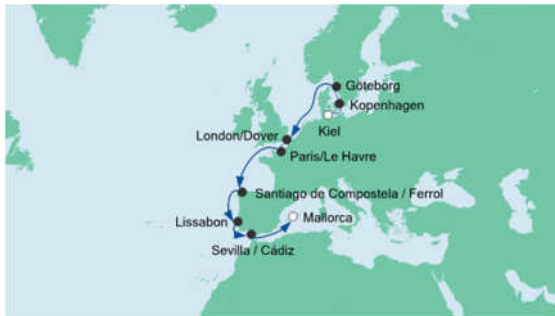 Göteborg
Kopenhagen
Kiel
London/Dover
Paris/Le Havre
Santiago de Compostela / Ferrol
Mallorca
Lissabon
Sevilla / Cádiz